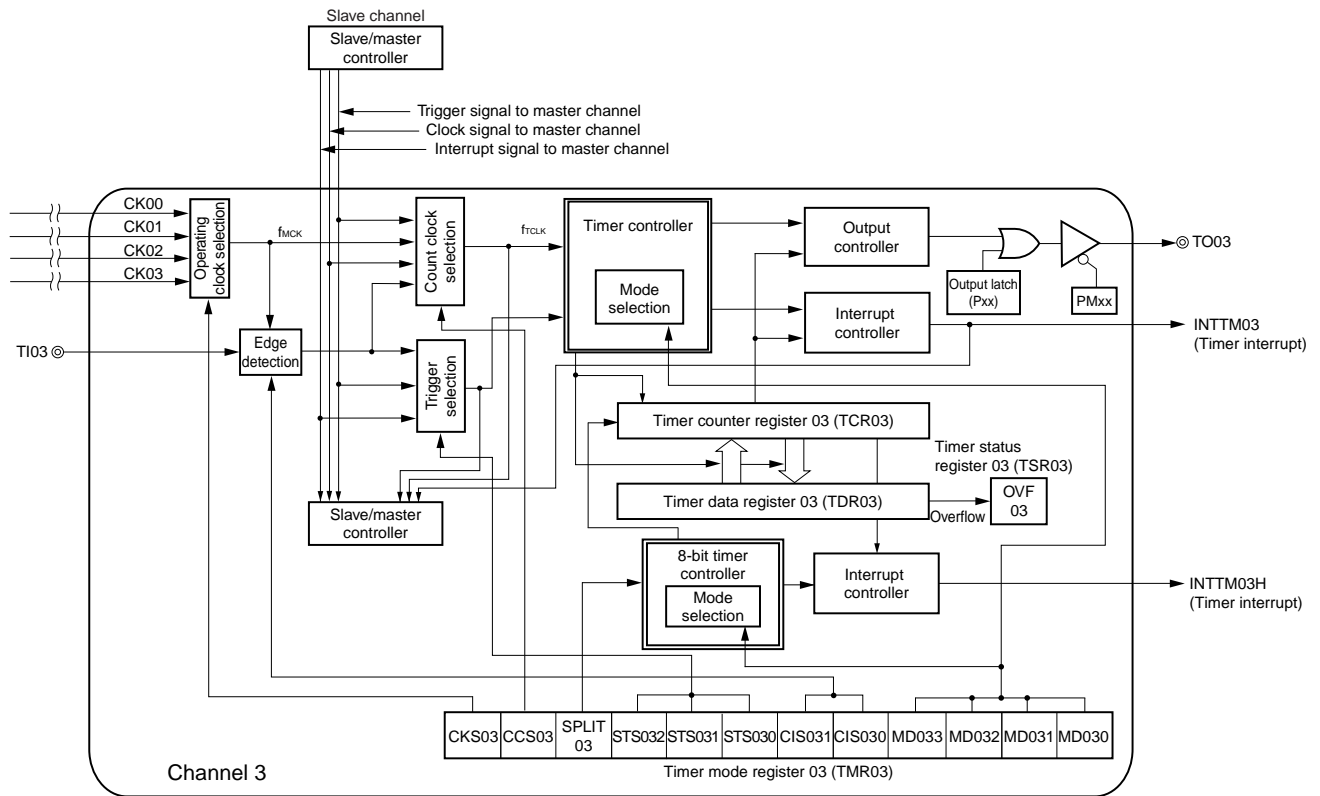 Slave channel
Slave/master
controller
Trigger signal to master channel
Clock signal to master channel
Interrupt signal to master channel
CK00
CK01
CK02
CK03
Operating
clock selection
fMCK
Count clock
selection
fTCLK
Timer controller
Mode
selection
Output
controller
Output latch
(Pxx)
PMxx
TO03
Interrupt
controller
INTTM03
(Timer interrupt)
TI03
Edge
detection
Trigger
selection
Timer counter register 03 (TCR03)
Timer status
register 03 (TSR03)
Slave/master
controller
Timer data register 03 (TDR03)
Overflow
OVF
03
8-bit timer
controller
Mode
selection
Interrupt
controller
INTTM03H
(Timer interrupt)
CKS03 CCS03 SPLIT
03 STS032 STS031 STS030 CIS031 CIS030 MD033 MD032 MD031 MD030
Channel 3
Timer mode register 03 (TMR03)